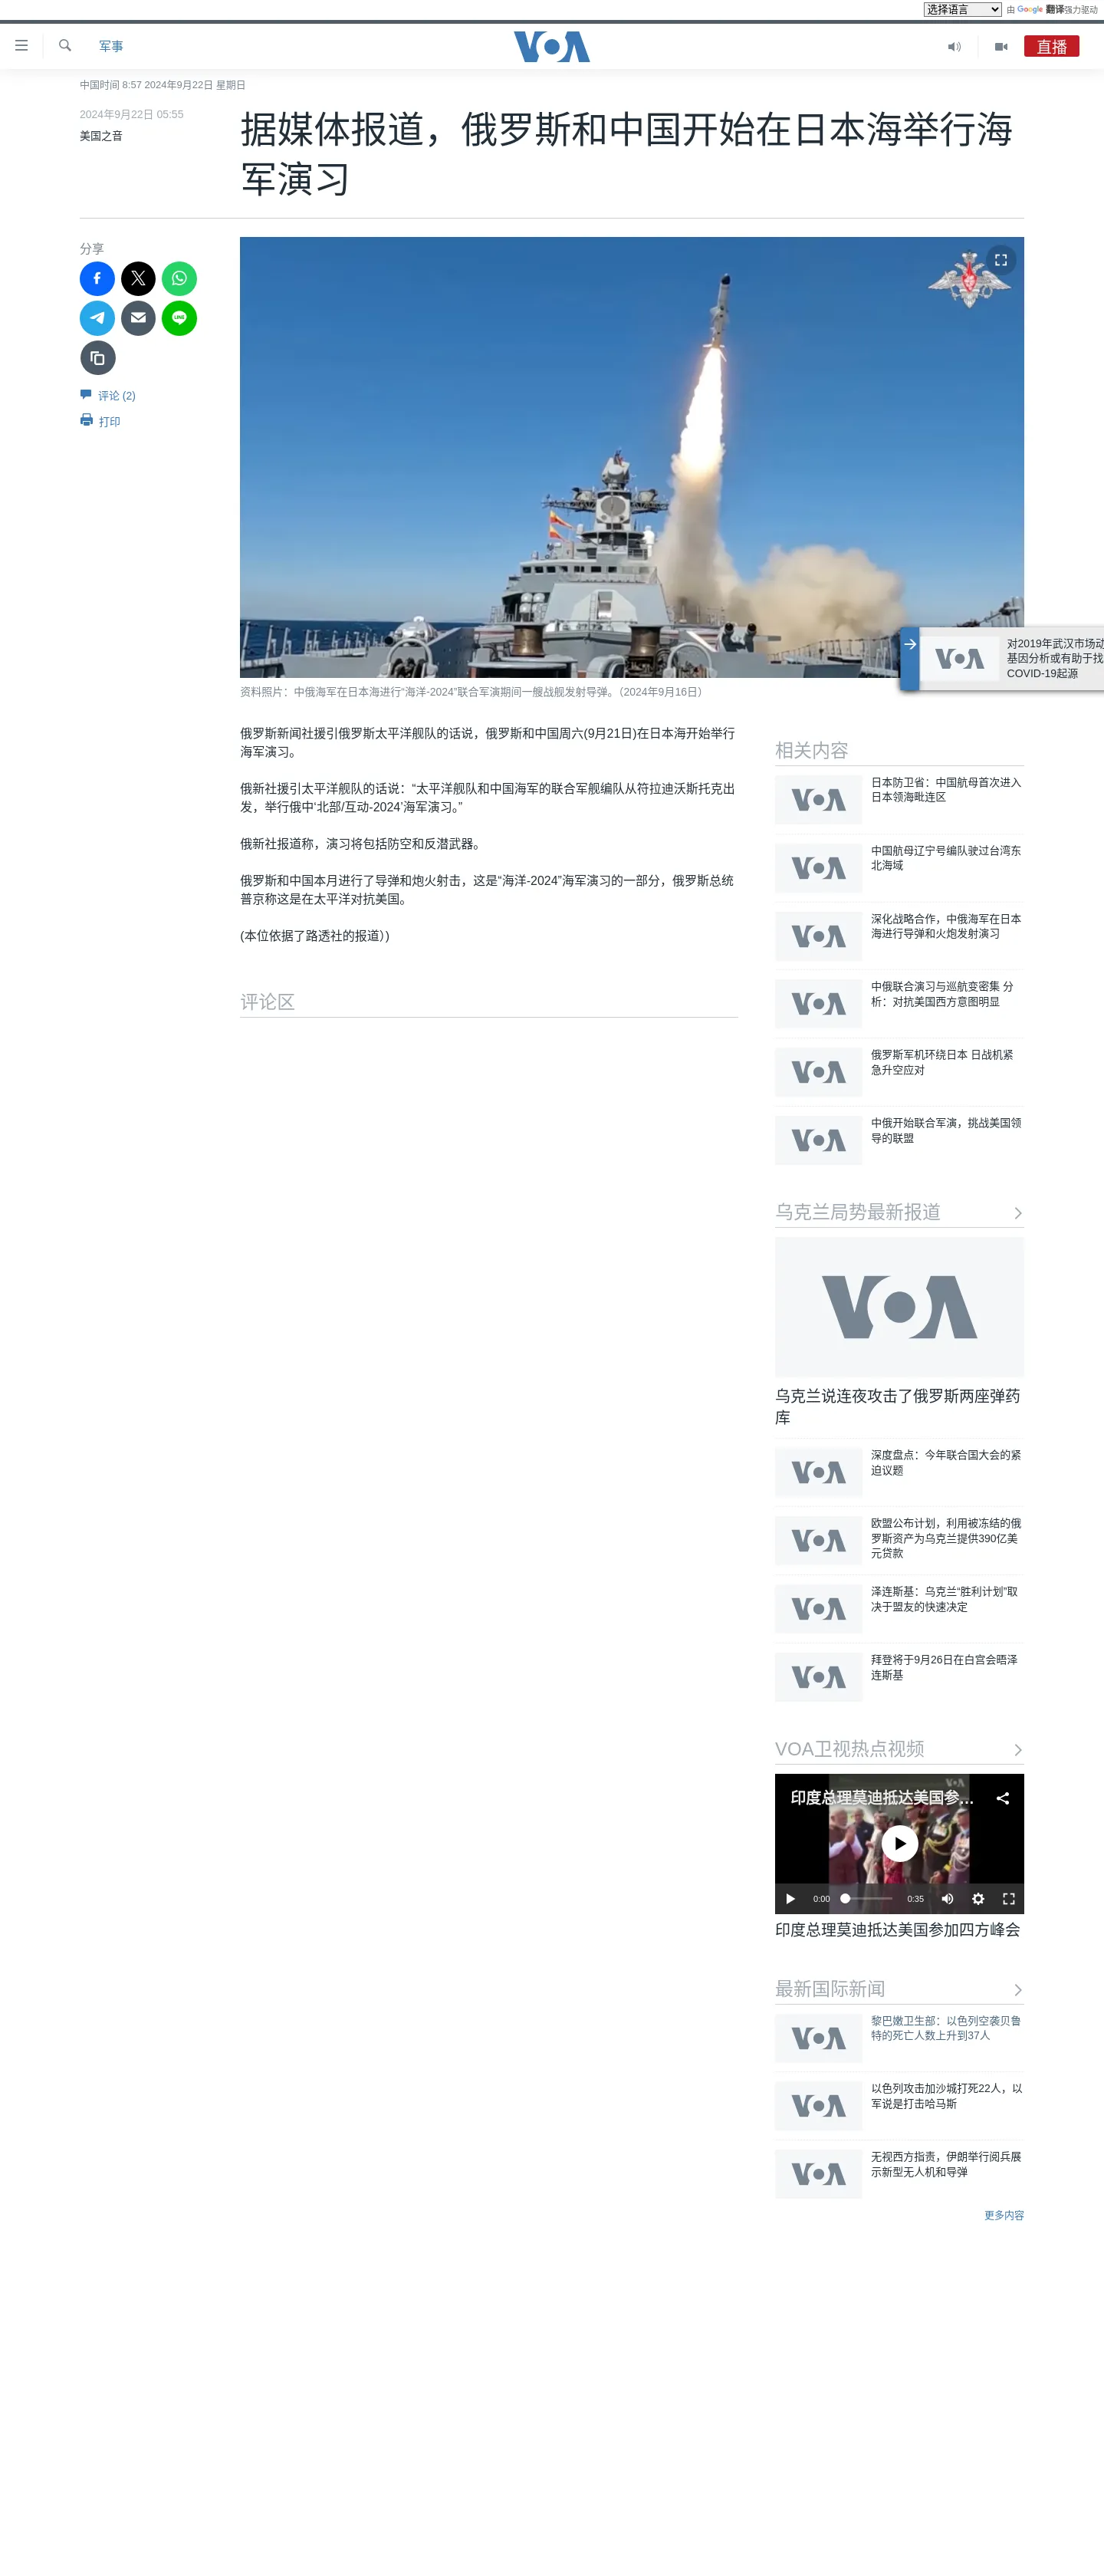 选择语言
由 Google 翻译强力驱动
军事
VOA
直播
中国时间 8:57 2024年9月22日 星期日
2024年9月22日 05:55
美国之音
据媒体报道，俄罗斯和中国开始在日本海举行海
军演习
分享
评论 (2)
打印
对2019年武汉市场动
基因分析或有助于找
COVID-19起源
资料照片：中俄海军在日本海进行“海洋-2024”联合军演期间一艘战舰发射导弹。（2024年9月16日）
俄罗斯新闻社援引俄罗斯太平洋舰队的话说，俄罗斯和中国周六(9月21日)在日本海开始举行
海军演习。
俄新社援引太平洋舰队的话说：“太平洋舰队和中国海军的联合军舰编队从符拉迪沃斯托克出
发，举行俄中‘北部/互动-2024’海军演习。”
俄新社报道称，演习将包括防空和反潜武器。
俄罗斯和中国本月进行了导弹和炮火射击，这是“海洋-2024”海军演习的一部分，俄罗斯总统
普京称这是在太平洋对抗美国。
(本位依据了路透社的报道）)
评论区
相关内容
VOA
日本防卫省：中国航母首次进入
日本领海毗连区
VOA
中国航母辽宁号编队驶过台湾东
北海域
VOA
深化战略合作，中俄海军在日本
海进行导弹和火炮发射演习
VOA
中俄联合演习与巡航变密集 分
析：对抗美国西方意图明显
VOA
俄罗斯军机环绕日本 日战机紧
急升空应对
VOA
中俄开始联合军演，挑战美国领
导的联盟
VOA
乌克兰局势最新报道
VOA
乌克兰说连夜攻击了俄罗斯两座弹药
库
VOA
深度盘点：今年联合国大会的紧
迫议题
VOA
欧盟公布计划，利用被冻结的俄
罗斯资产为乌克兰提供390亿美
元贷款
VOA
泽连斯基：乌克兰“胜利计划”取
决于盟友的快速决定
VOA
拜登将于9月26日在白宫会晤泽
连斯基
VOA
VOA卫视热点视频
VOA
印度总理莫迪抵达美国参...
0:00
0:35
印度总理莫迪抵达美国参加四方峰会
最新国际新闻
VOA
黎巴嫩卫生部：以色列空袭贝鲁
特的死亡人数上升到37人
VOA
以色列攻击加沙城打死22人，以
军说是打击哈马斯
VOA
无视西方指责，伊朗举行阅兵展
示新型无人机和导弹
更多内容